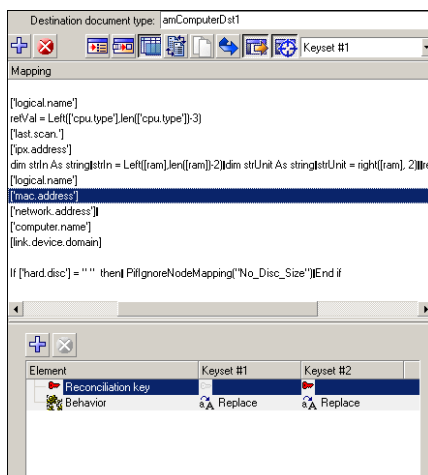 Destination document type: amComputerDst1
Keyset #1
Mapping
['logical.name']
retVal = Left(['cpu.type'],len(['cpu.type'])-3)
['last.scan.']
['ipx.address']
dim strIn As string|strIn = Left([ram],len([ram])-2)|dim strUnit As string|strUnit = right([ram], 2)||re
['logical.name']
['mac.address']
['network.address']|
['computer.name']
[link.device.domain]
If ['hard.disc'] = " " then| PifIgnoreNodeMapping("No_Disc_Size")|End if
Element Keyset #1 Keyset #2
Reconciliation key
Behavior Replace Replace